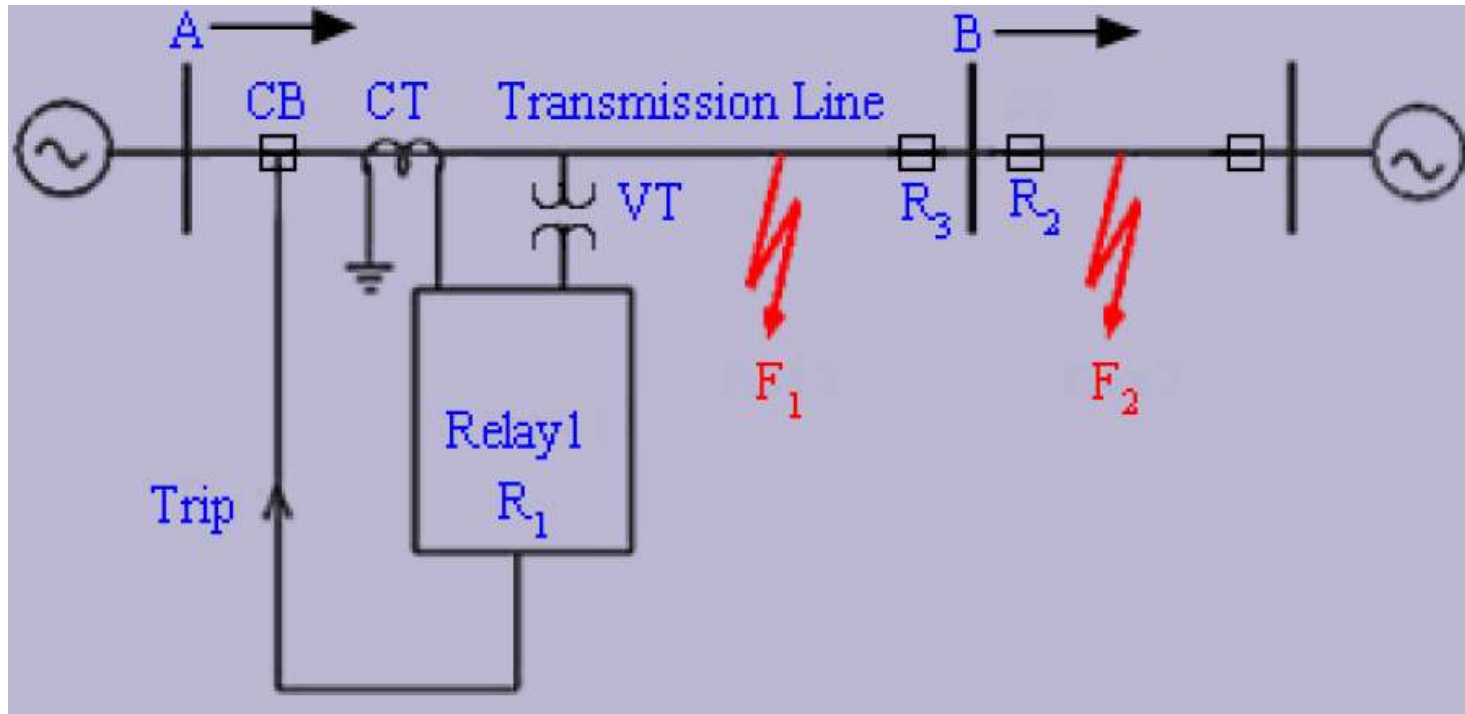 A
B
CB
CT
Transmission Line
VT
R3
R2
F1
F2
Relay1
R1
Trip